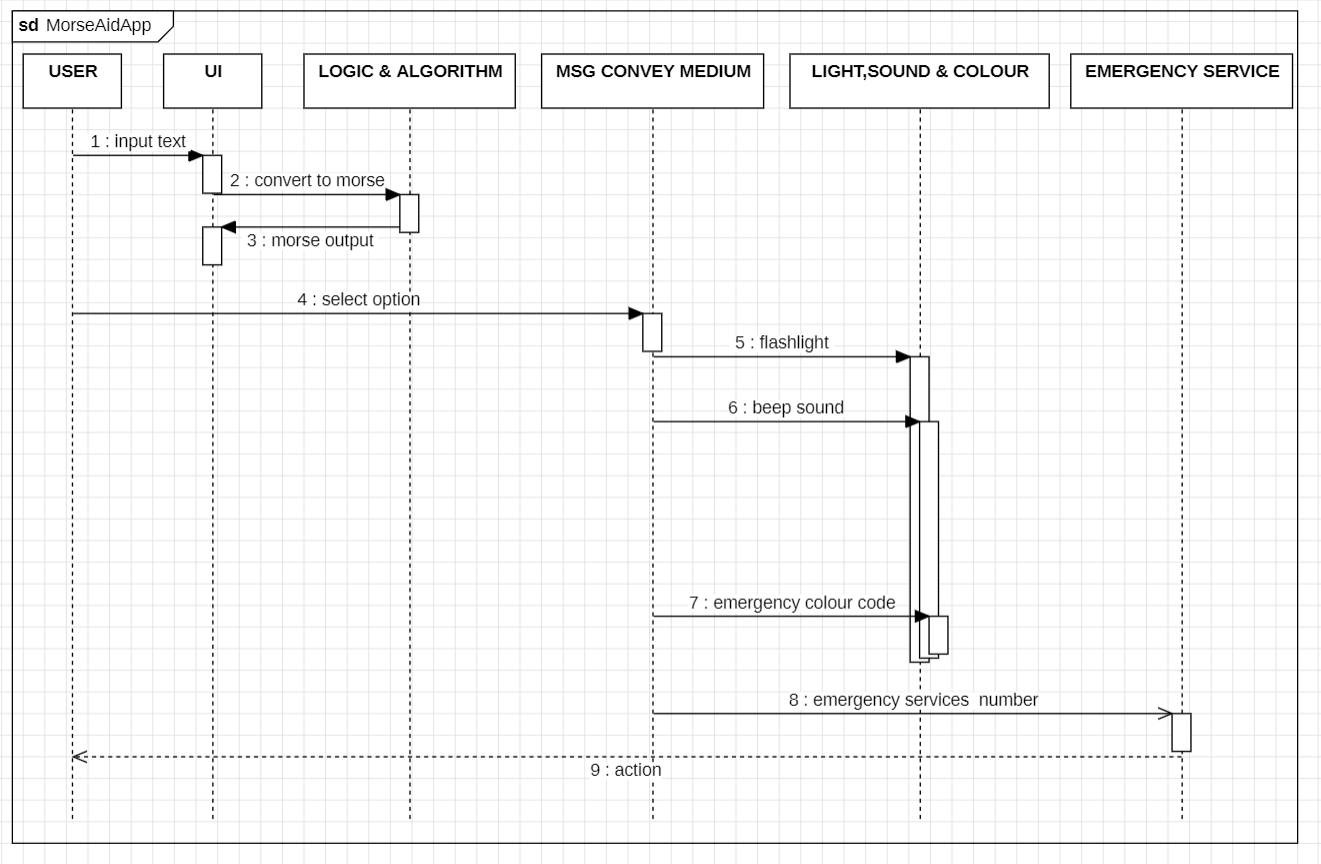 sd MorseAidApp
USER
UI
LOGIC & ALGORITHM
MSG CONVEY MEDIUM
LIGHT,SOUND & COLOUR
EMERGENCY SERVICE
1 : input text
2 : convert to morse
3 : morse output
4 : select option
5 : flashlight
6 : beep sound
7 : emergency colour code
8 : emergency services  number
9 : action